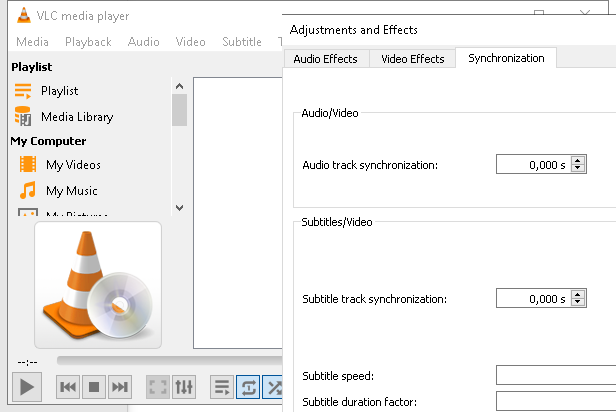 VLC media player
Media Playback Audio Video Subtitle
Playlist
Playlist
Media Library
My Computer
My Videos
My Music
My Pictures
--:--
Adjustments and Effects
Audio Effects Video Effects Synchronization
Audio/Video
Audio track synchronization: 0,000 s
Subtitles/Video
Subtitle track synchronization: 0,000 s
Subtitle speed:
Subtitle duration factor: